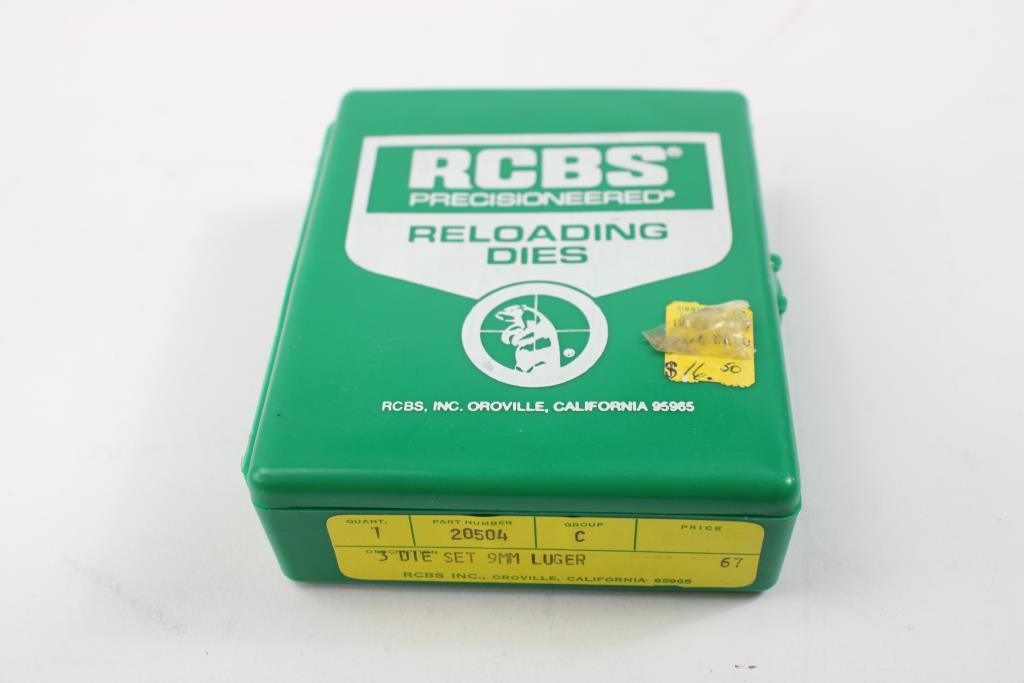 RCBS®
PRECISIONEERED®
RELOADING
DIES
®
RCBS, INC. OROVILLE, CALIFORNIA 95965
$ 16.50
QUANT. PART NUMBER GROUP PRICE
1 20504 C
DESCRIPTION
3 DIE SET 9MM LUGER 67
RCBS INC., OROVILLE, CALIFORNIA 95965